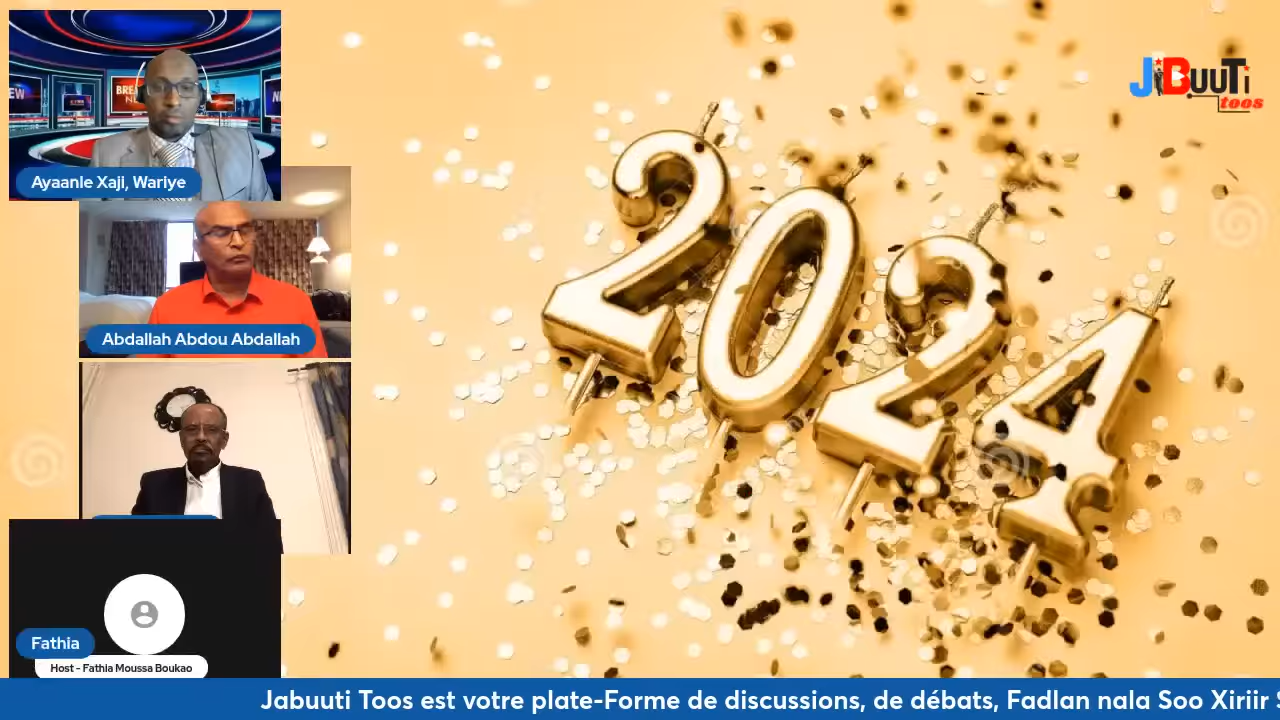 Ayaanle Xaji, Wariye
Abdallah Abdou Abdallah
Fathia
Host - Fathia Moussa Boukao
2024
JiBuuTi
toos
Jabuuti Toos est votre plate-Forme de discussions, de débats, Fadlan nala Soo Xiriir